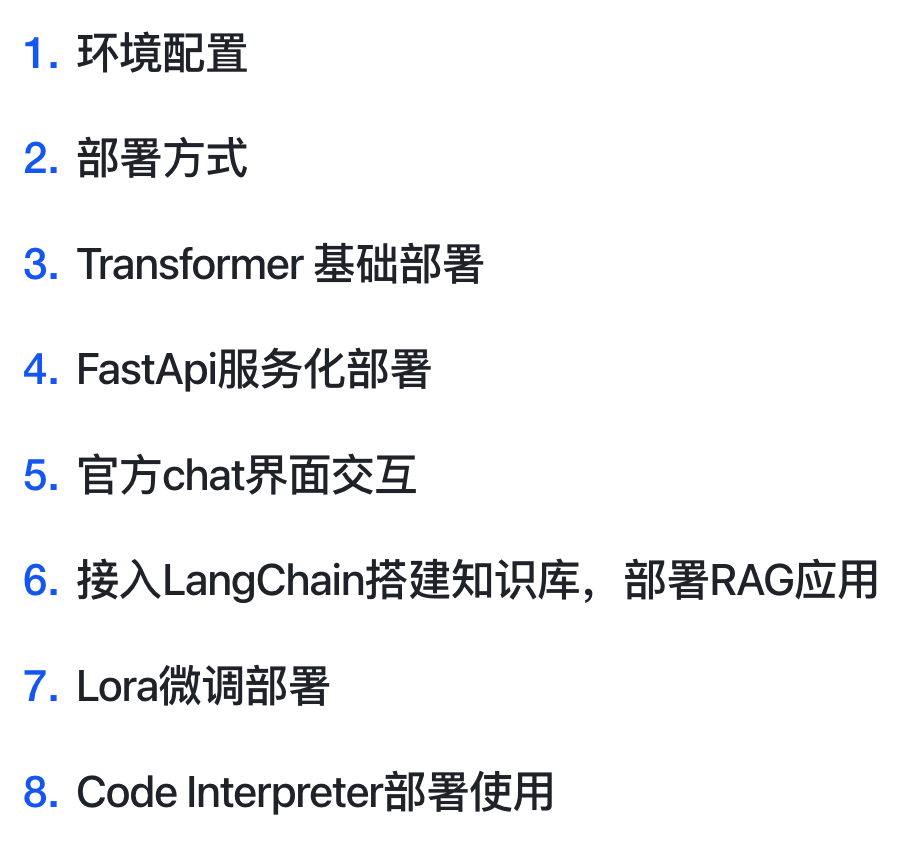 1. 环境配置
2. 部署方式
3. Transformer 基础部署
4. FastApi服务化部署
5. 官方chat界面交互
6. 接入LangChain搭建知识库，部署RAG应用
7. Lora微调部署
8. Code Interpreter部署使用